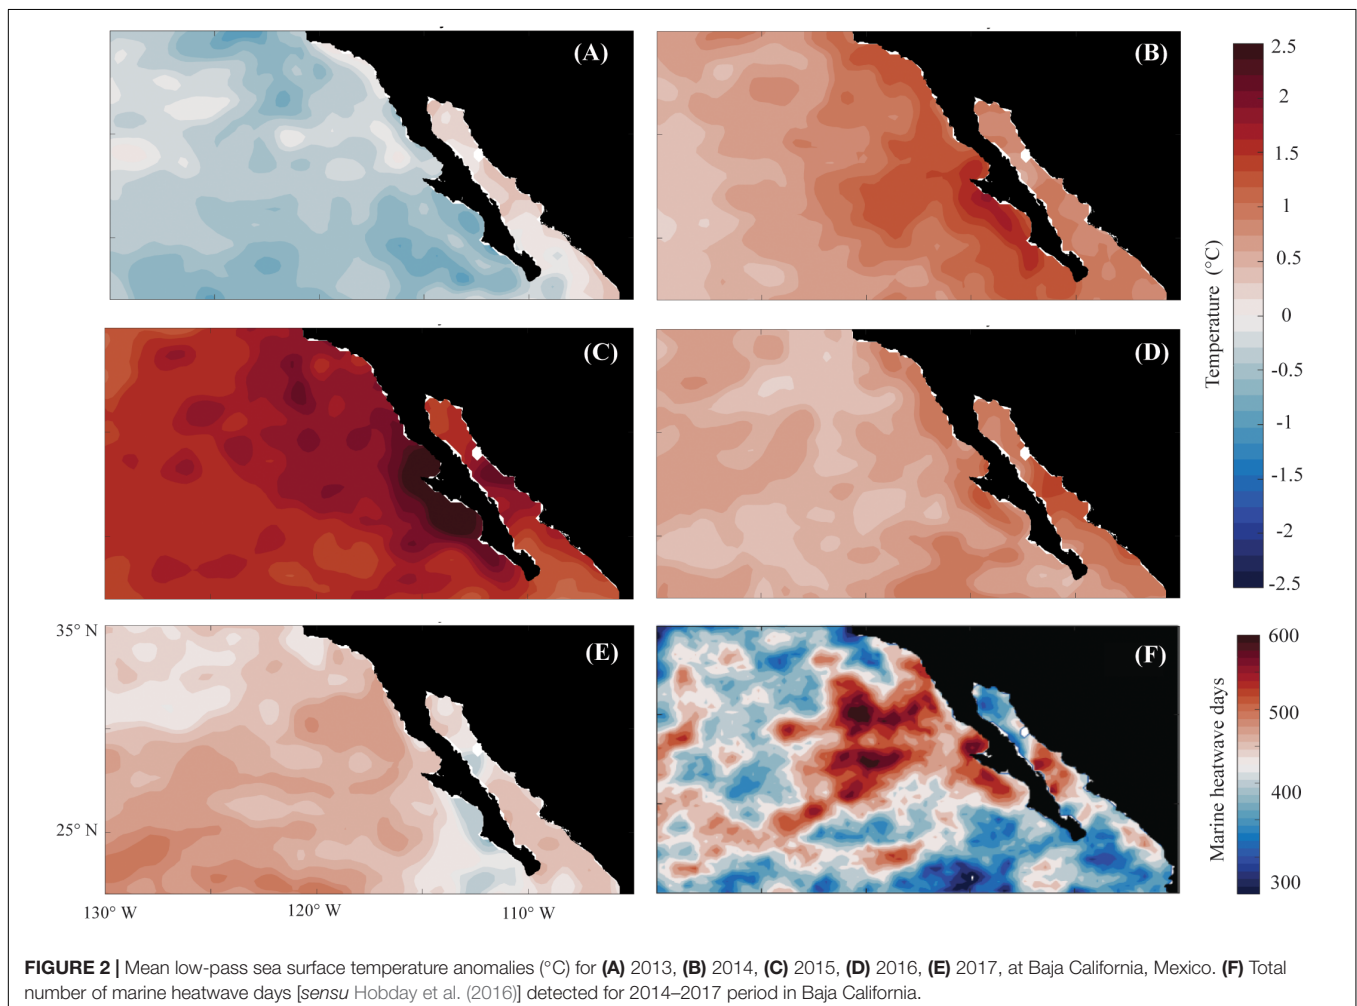 (A)
(B)
2.5
2
1.5
1
0.5
0
-0.5
-1
-1.5
-2
-2.5
Temperature (°C)
(C)
(D)
35° N
25° N
(E)
130° W
120° W
110° W
(F)
600
500
400
300
Marine heatwave days
FIGURE 2 | Mean low-pass sea surface temperature anomalies (°C) for (A) 2013, (B) 2014, (C) 2015, (D) 2016, (E) 2017, at Baja California, Mexico. (F) Total
number of marine heatwave days [sensu Hobday et al. (2016)] detected for 2014–2017 period in Baja California.